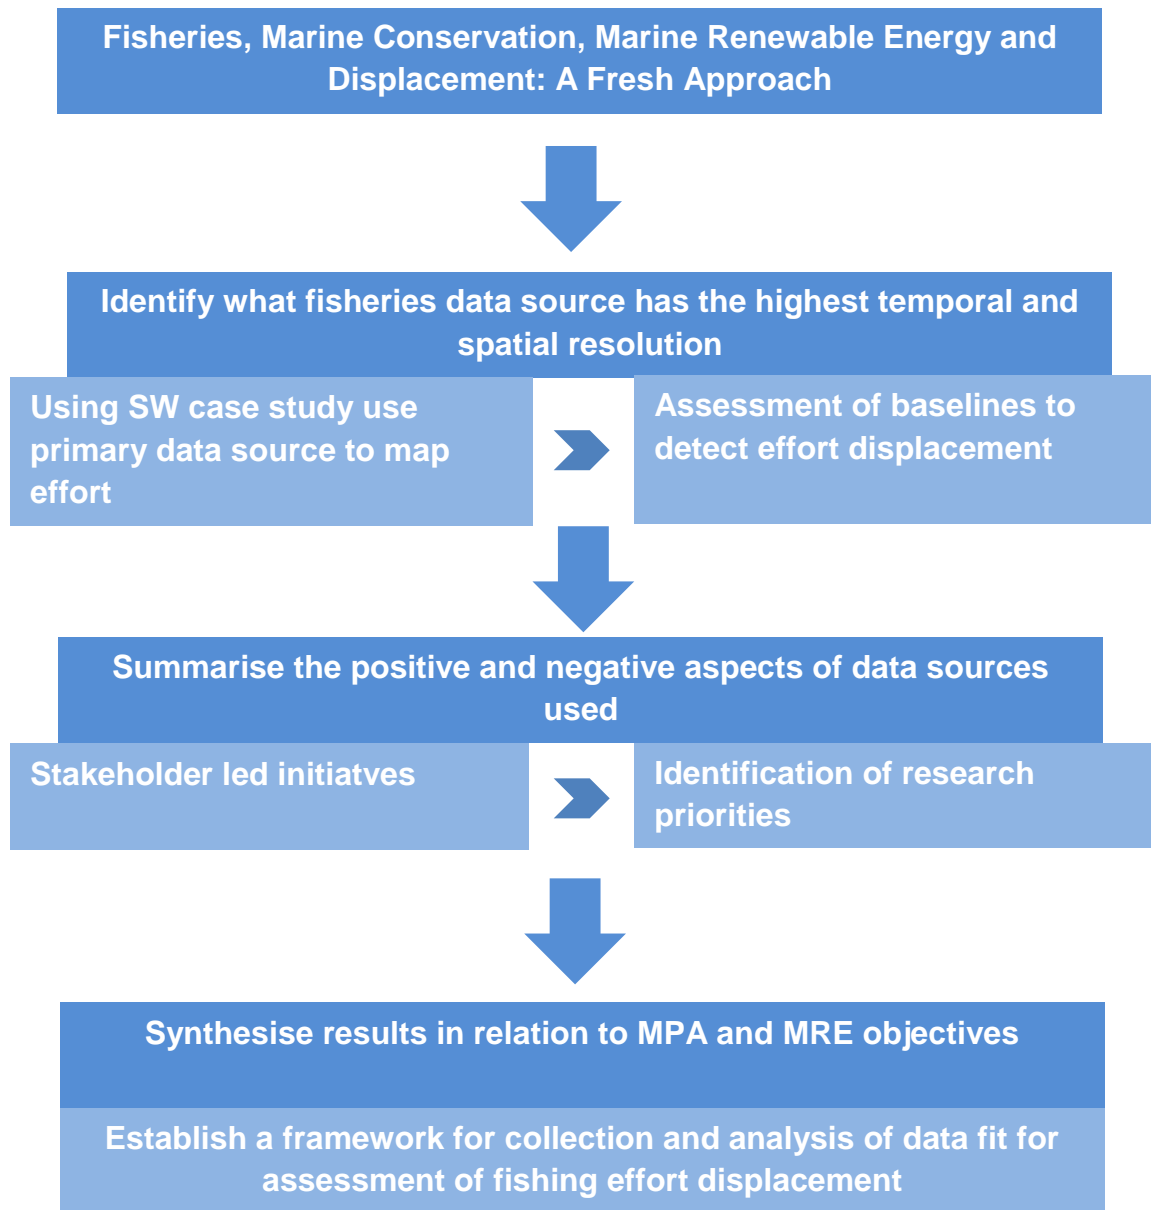 Fisheries, Marine Conservation, Marine Renewable Energy and
Displacement: A Fresh Approach
Identify what fisheries data source has the highest temporal and
spatial resolution
Using SW case study use
primary data source to map
effort
Assessment of baselines to
detect effort displacement
Summarise the positive and negative aspects of data sources
used
Stakeholder led initiatves
Identification of research
priorities
Synthesise results in relation to MPA and MRE objectives
Establish a framework for collection and analysis of data fit for
assessment of fishing effort displacement